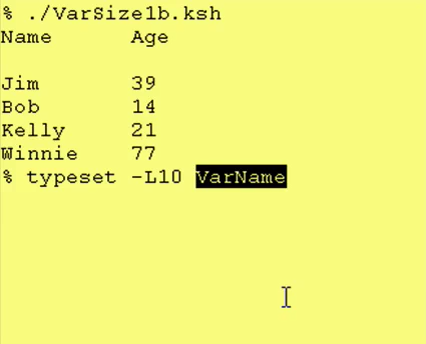 % ./VarSize1b.ksh
Name Age
Jim 39
Bob 14
Kelly 21
Winnie 77
% typeset -L10 VarName